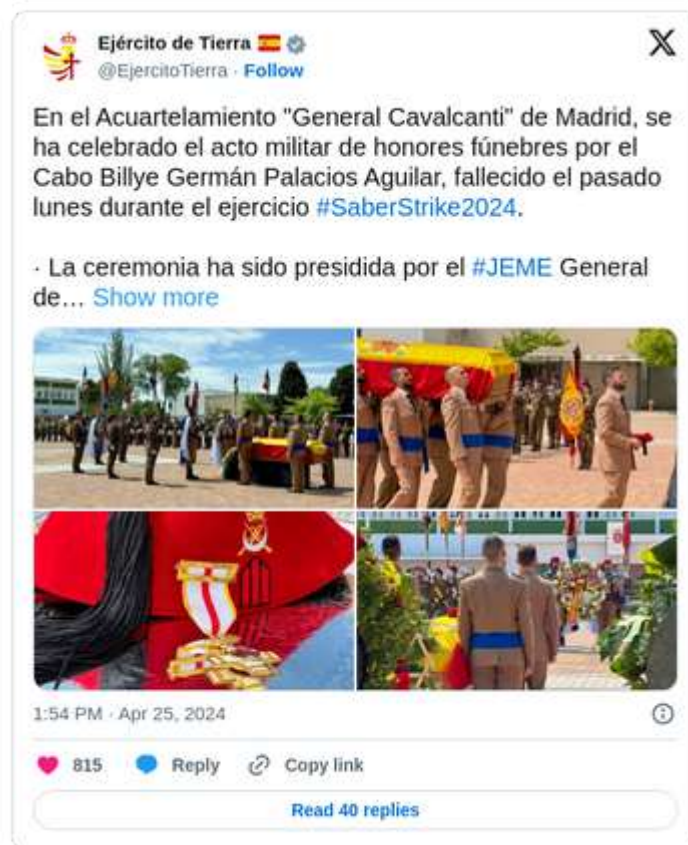 Ejército de Tierra 🇪🇸
@EjercitoTierra · Follow
En el Acuartelamiento "General Cavalcanti" de Madrid, se
ha celebrado el acto militar de honores fúnebres por el
Cabo Billye Germán Palacios Aguilar, fallecido el pasado
lunes durante el ejercicio #SaberStrike2024.
· La ceremonia ha sido presidida por el #JEME General
de… Show more
1:54 PM · Apr 25, 2024
815 Reply Copy link
Read 40 replies